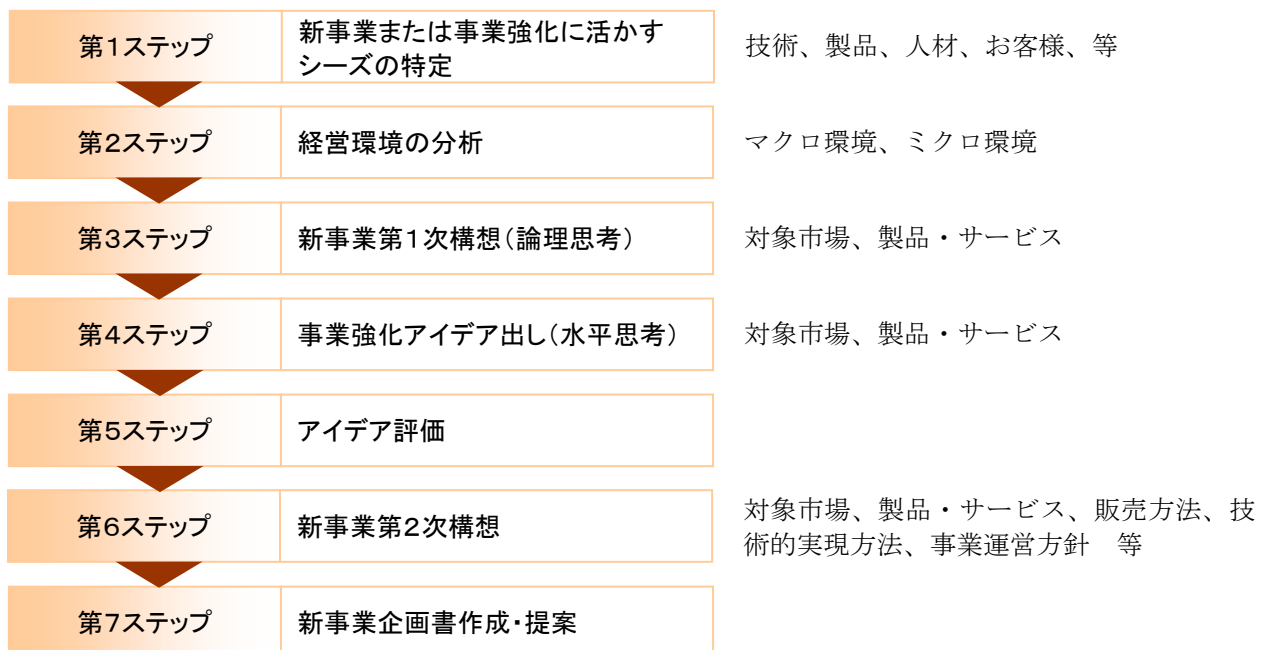 第1ステップ
新事業または事業強化に活かす
シーズの特定
技術、製品、人材、お客様、等
第2ステップ
経営環境の分析
マクロ環境、ミクロ環境
第3ステップ
新事業第1次構想(論理思考)
対象市場、製品・サービス
第4ステップ
事業強化アイデア出し(水平思考)
対象市場、製品・サービス
第5ステップ
アイデア評価
第6ステップ
新事業第2次構想
対象市場、製品・サービス、販売方法、技
術的実現方法、事業運営方針　等
第7ステップ
新事業企画書作成・提案